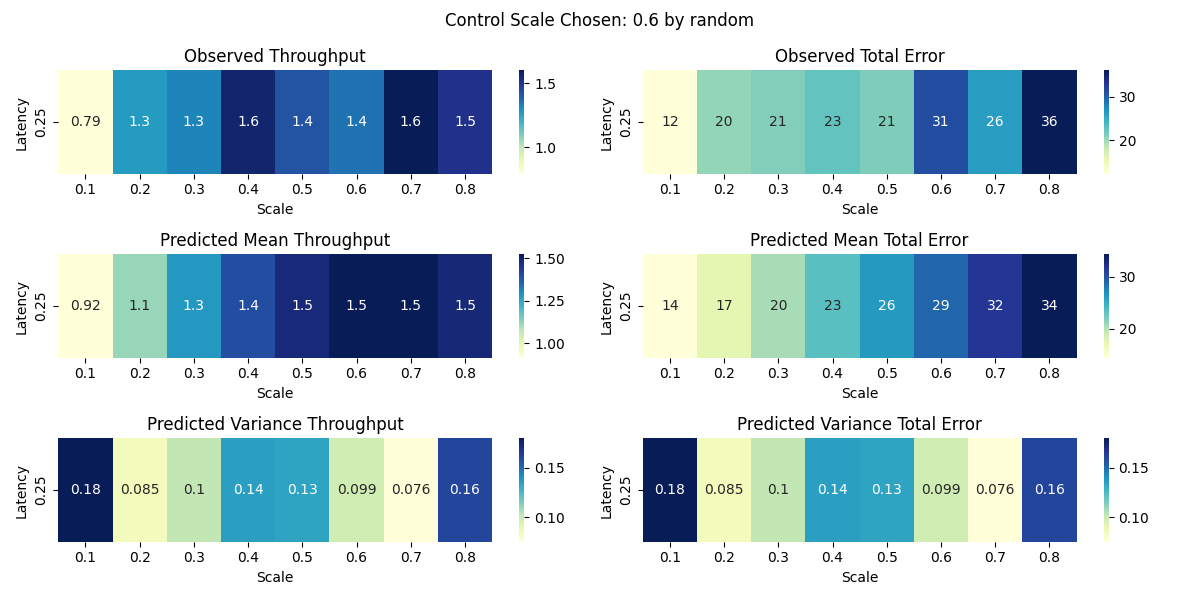 Control Scale Chosen: 0.6 by random
Observed Throughput
Latency
0.25
0.79 1.3 1.3 1.6 1.4 1.4 1.6 1.5
0.1 0.2 0.3 0.4 0.5 0.6 0.7 0.8
Scale
1.5
1.0
Observed Total Error
Latency
0.25
12 20 21 23 21 31 26 36
0.1 0.2 0.3 0.4 0.5 0.6 0.7 0.8
Scale
30
20
Predicted Mean Throughput
Latency
0.25
0.92 1.1 1.3 1.4 1.5 1.5 1.5 1.5
0.1 0.2 0.3 0.4 0.5 0.6 0.7 0.8
Scale
1.50
1.25
1.00
Predicted Mean Total Error
Latency
0.25
14 17 20 23 26 29 32 34
0.1 0.2 0.3 0.4 0.5 0.6 0.7 0.8
Scale
30
20
Predicted Variance Throughput
Latency
0.25
0.18 0.085 0.1 0.14 0.13 0.099 0.076 0.16
0.1 0.2 0.3 0.4 0.5 0.6 0.7 0.8
Scale
0.15
0.10
Predicted Variance Total Error
Latency
0.25
0.18 0.085 0.1 0.14 0.13 0.099 0.076 0.16
0.1 0.2 0.3 0.4 0.5 0.6 0.7 0.8
Scale
0.15
0.10